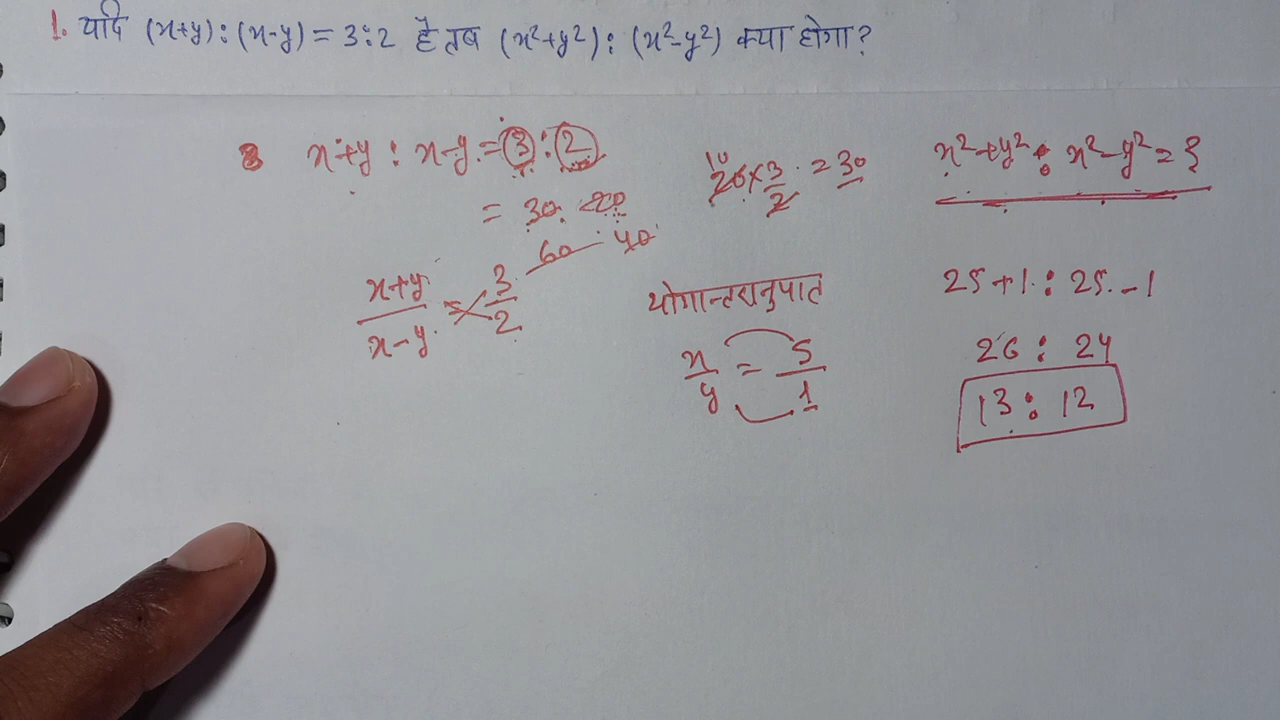 1. यदि (x+y):(x-y) = 3:2 है तब (x²+y²): (x²-y²) क्या होगा?
x+y : x-y = 3 : 2
= 30 : 20
60 : 40
x+y/x-y = 3/2
20 × 3/2 = 30
10
योगान्तरानुपात
x/y = 5/1
x²+y² : x²-y² = ?
25+1 : 25-1
26 : 24
13 : 12